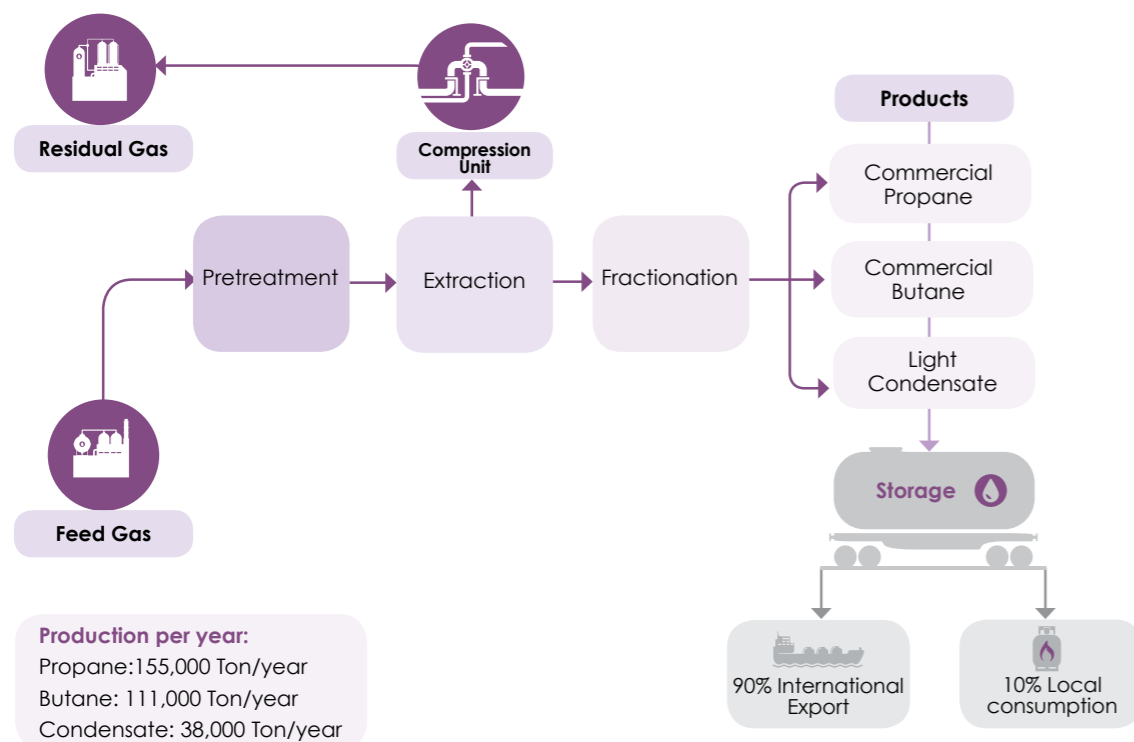 Residual Gas
Compression
Unit
Products
Commercial
Propane
Pretreatment
Extraction
Fractionation
Commercial
Butane
Light
Condensate
Storage
Feed Gas
Production per year:
Propane:155,000 Ton/year
Butane: 111,000 Ton/year
Condensate: 38,000 Ton/year
90% International
Export
10% Local
consumption